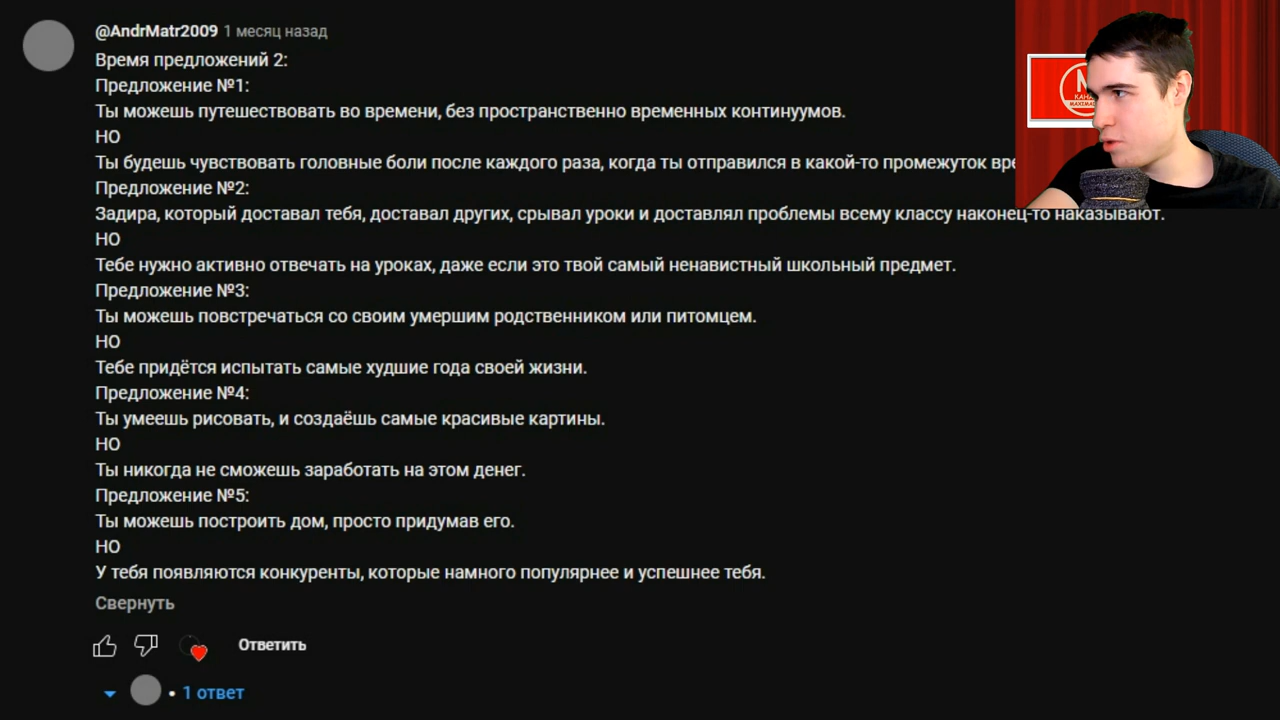 @AndrMatr2009 1 месяц назад
Время предложений 2:
Предложение №1:
Ты можешь путешествовать во времени, без пространственно временных континуумов.
НО
Ты будешь чувствовать головные боли после каждого раза, когда ты отправился в какой-то промежуток
Предложение №2:
Задира, который доставал тебя, доставал других, срывал уроки и доставлял проблемы всему классу наконец-то наказывают.
НО
Тебе нужно активно отвечать на уроках, даже если это твой самый ненавистный школьный предмет.
Предложение №3:
Ты можешь повстречаться со своим умершим родственником или питомцем.
НО
Тебе придётся испытать самые худшие года своей жизни.
Предложение №4:
Ты умеешь рисовать, и создаёшь самые красивые картины.
НО
Ты никогда не сможешь заработать на этом денег.
Предложение №5:
Ты можешь построить дом, просто придумав его.
НО
У тебя появляются конкуренты, которые намного популярнее и успешнее тебя.
Свернуть
Ответить
• 1 ответ